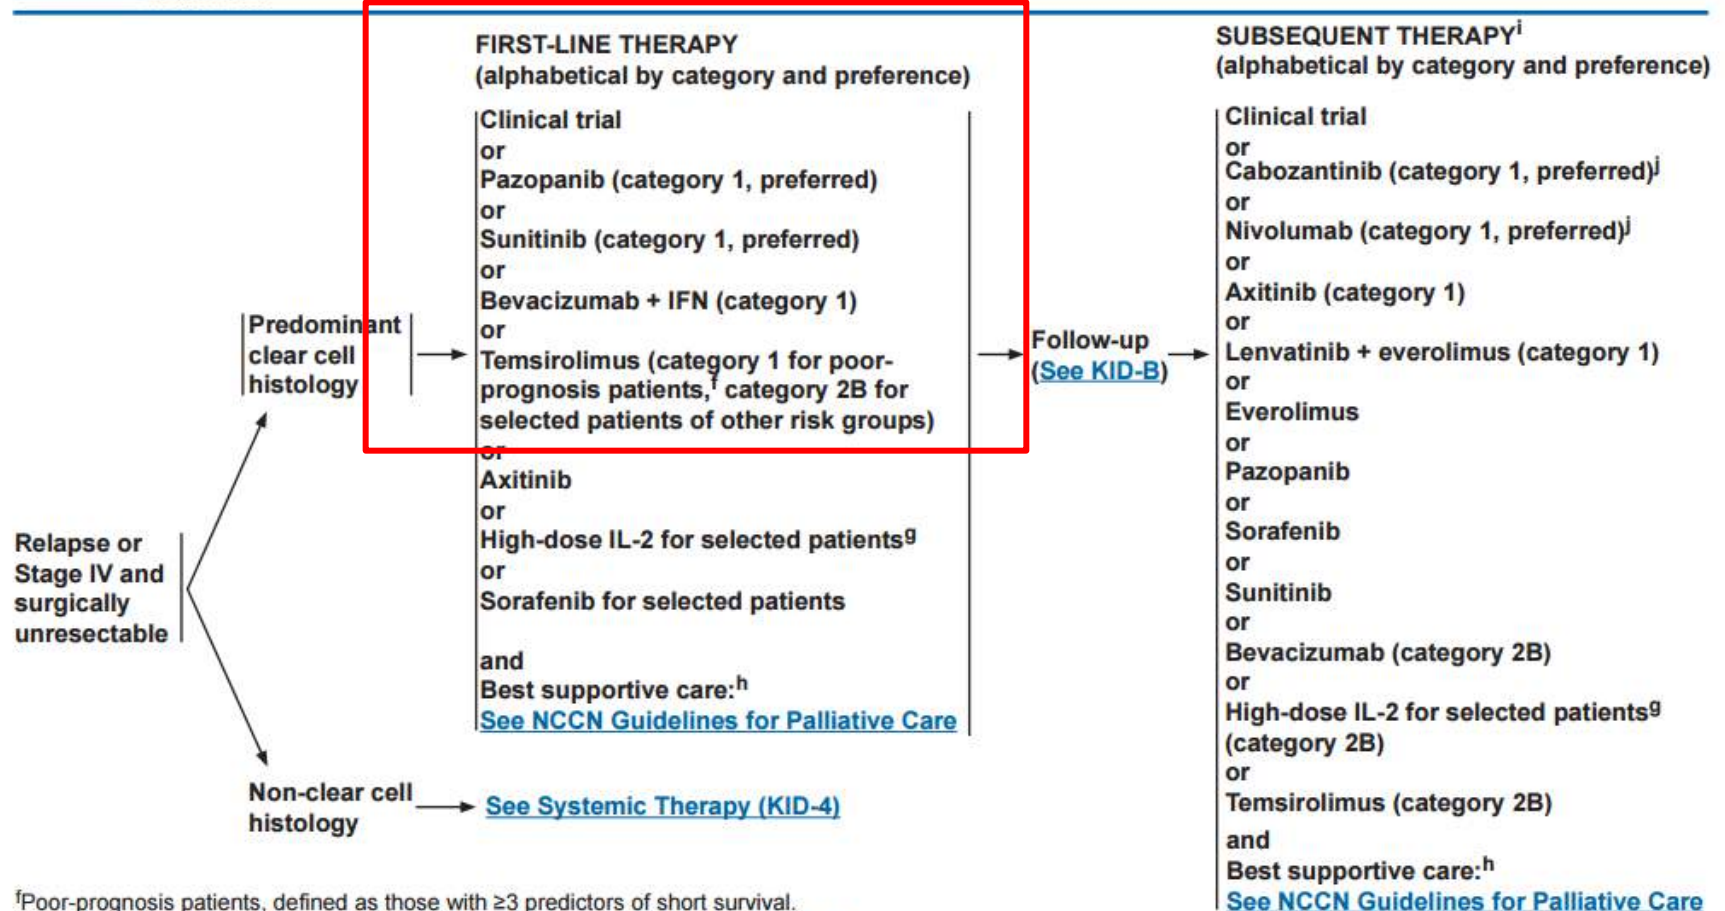 FIRST-LINE THERAPY
(alphabetical by category and preference)
Clinical trial
or
Pazopanib (category 1, preferred)
or
Sunitinib (category 1, preferred)
or
Bevacizumab + IFN (category 1)
or
Temsirolimus (category 1 for poor-
prognosis patients,f category 2B for
selected patients of other risk groups)
or
Axitinib
or
High-dose IL-2 for selected patientsg
or
Sorafenib for selected patients
and
Best supportive care:h
See NCCN Guidelines for Palliative Care
SUBSEQUENT THERAPYi
(alphabetical by category and preference)
Clinical trial
or
Cabozantinib (category 1, preferred)j
or
Nivolumab (category 1, preferred)j
or
Axitinib (category 1)
or
Lenvatinib + everolimus (category 1)
or
Everolimus
or
Pazopanib
or
Sorafenib
or
Sunitinib
or
Bevacizumab (category 2B)
or
High-dose IL-2 for selected patientsg
(category 2B)
or
Temsirolimus (category 2B)
and
Best supportive care:h
See NCCN Guidelines for Palliative Care
Predominant
clear cell
histology
Follow-up
(See KID-B)
Relapse or
Stage IV and
surgically
unresectable
Non-clear cell
histology
See Systemic Therapy (KID-4)
fPoor-prognosis patients, defined as those with ≥3 predictors of short survival.